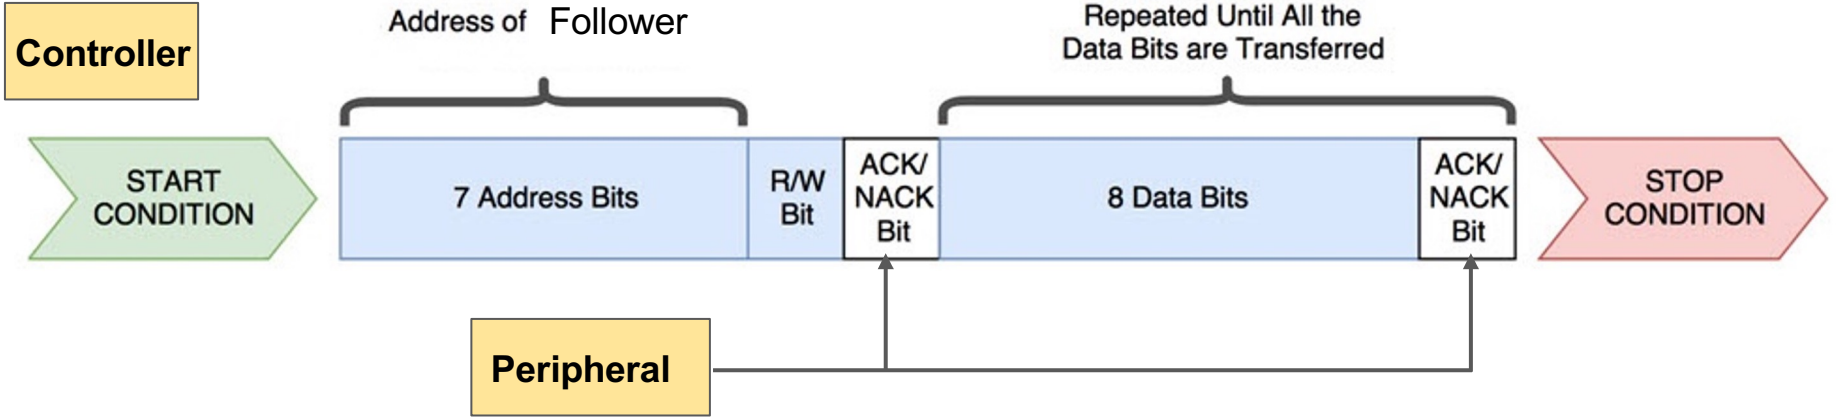 Controller
Address of Follower
Repeated Until All the
Data Bits are Transferred
START
CONDITION
7 Address Bits
R/W
Bit
ACK/
NACK
Bit
8 Data Bits
ACK/
NACK
Bit
STOP
CONDITION
Peripheral